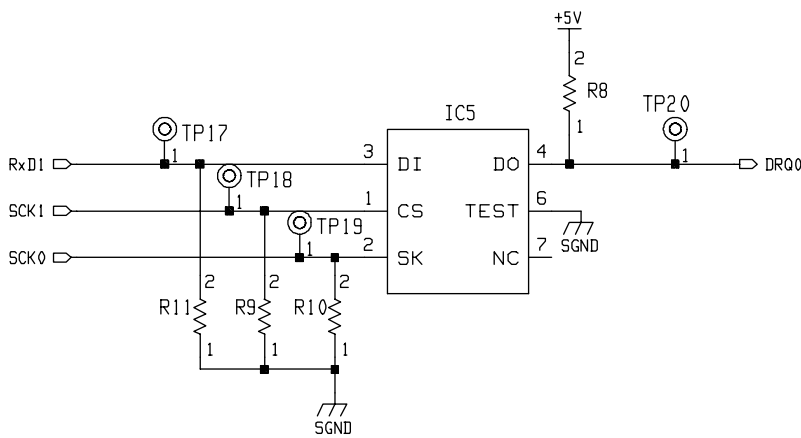 +5V
2
R8
1
IC5
TP17
TP20
RxD1
1
3
DI
DO
4
1
DRQ0
TP18
SCK1
1
1
CS
TEST
6
TP19
SGND
SCK0
1
2
SK
NC
7
2
2
2
R11
R9
R10
1
1
1
SGND